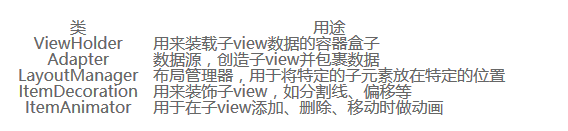 类 用途
ViewHolder 用来装载子view数据的容器盒子
Adapter 数据源，创造子view并包裹数据
LayoutManager 布局管理器，用于将特定的子元素放在特定的位置
ItemDecoration 用来装饰子view，如分割线、偏移等
ItemAnimator 用于在子view添加、删除、移动时做动画